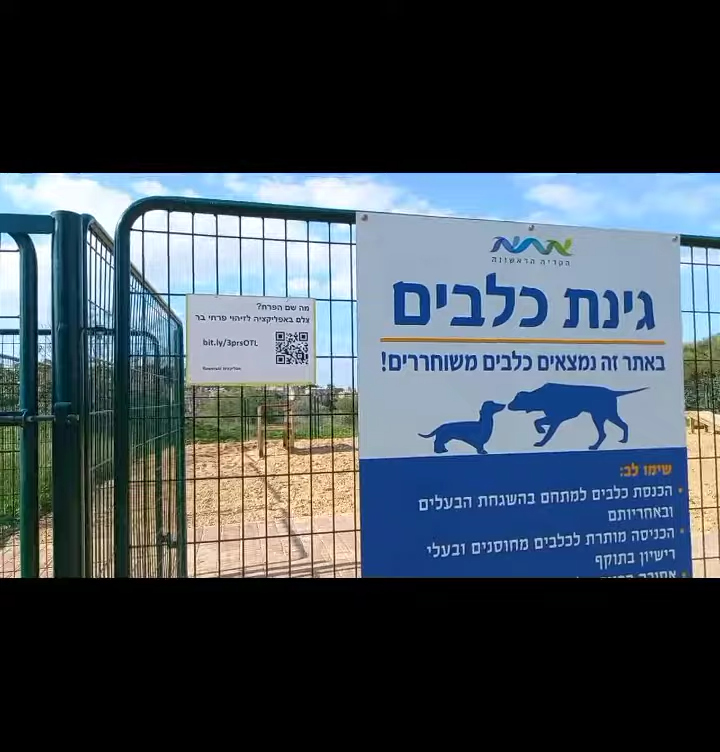 הקריה הראשונה
גינת כלבים
באתר זה נמצאים כלבים משוחררים!
שימו לב:
• הכנסת כלבים למתחם בהשגחת הבעלים
ובאחריותם
• הכניסה מותרת לכלבים מחוסנים ובעלי
רישיון בתוקף
מה שם הפרח?
צלם באפליקציה לזיהוי פרחי בר
bit.ly/3prsOTL